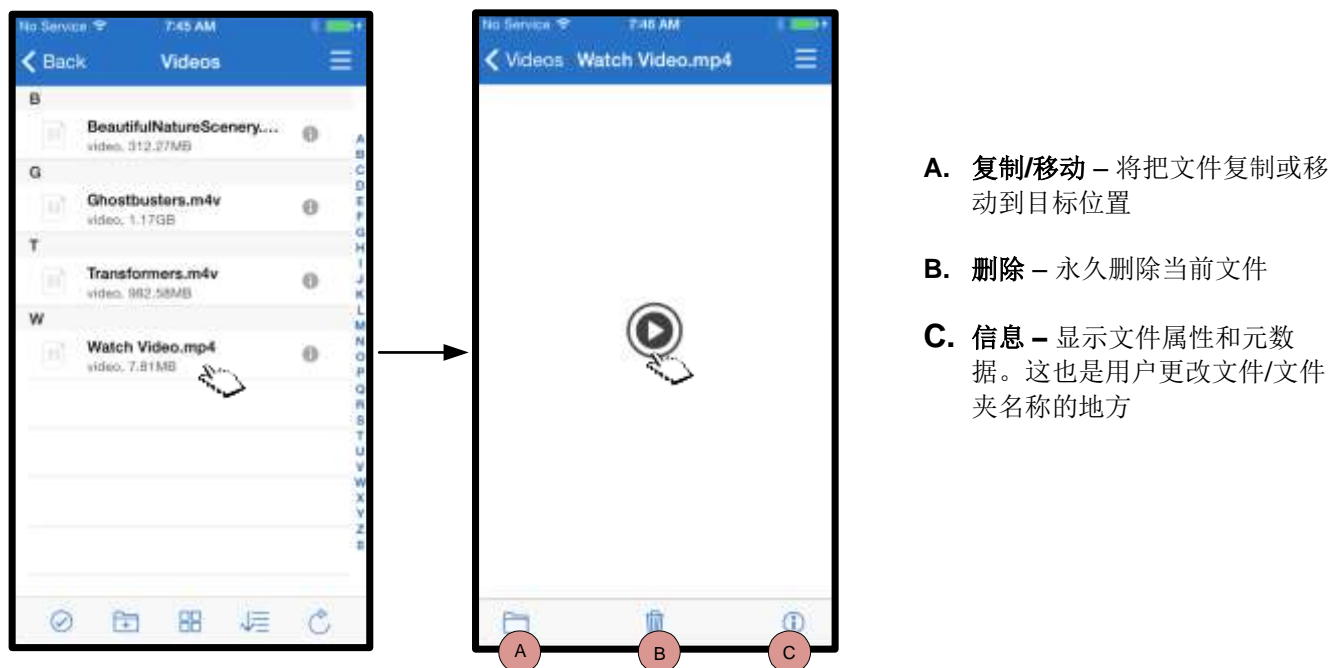 No Service 7:45 AM
Back Videos
B
BeautifulNatureScenery....
video, 312.27MB
G
Ghostbusters.m4v
video, 1.17GB
T
Transformers.m4v
video, 982.58MB
W
Watch Video.mp4
video, 7.81MB
A
B
C
D
E
F
G
H
I
J
K
L
M
N
O
P
Q
R
S
T
U
V
W
X
Y
Z
#
No Service 7:46 AM
Videos Watch Video.mp4
A
B
C
A. 复制/移动 – 将把文件复制或移
动到目标位置
B. 删除 – 永久删除当前文件
C. 信息 – 显示文件属性和元数
据。这也是用户更改文件/文件
夹名称的地方